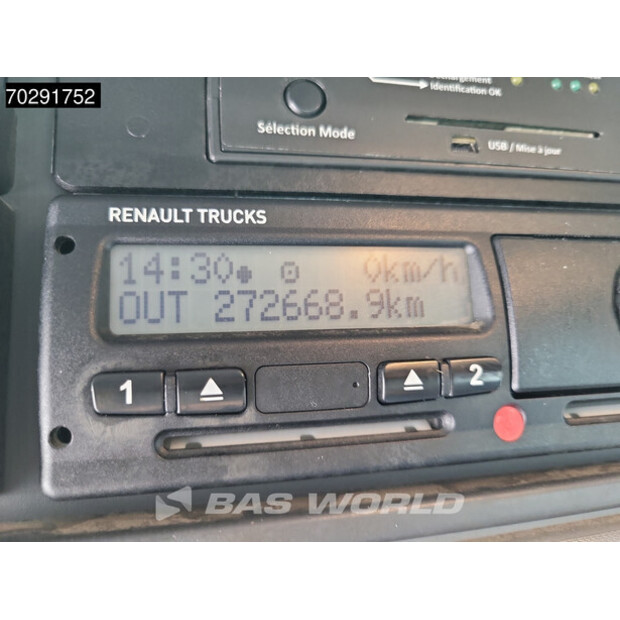 70291752
Identification OK
Sélection Mode
USB / Mise à jour
RENAULT TRUCKS
14:30 0km/h
OUT 272668.9km
1 2
BAS WORLD